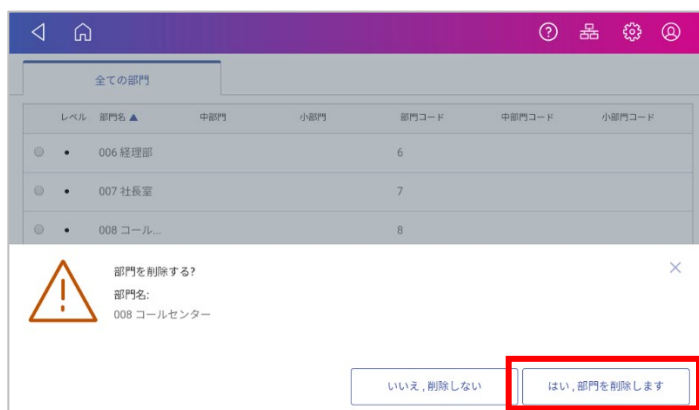 全ての部門
レベル 部門名 ▲ 中部門 小部門 部門コード 中部門コード 小部門コード
• 006 経理部 6
• 007 社長室 7
• 008 コール... 8
部門を削除する?
部門名:
008 コールセンター
いいえ , 削除しない はい , 部門を削除します